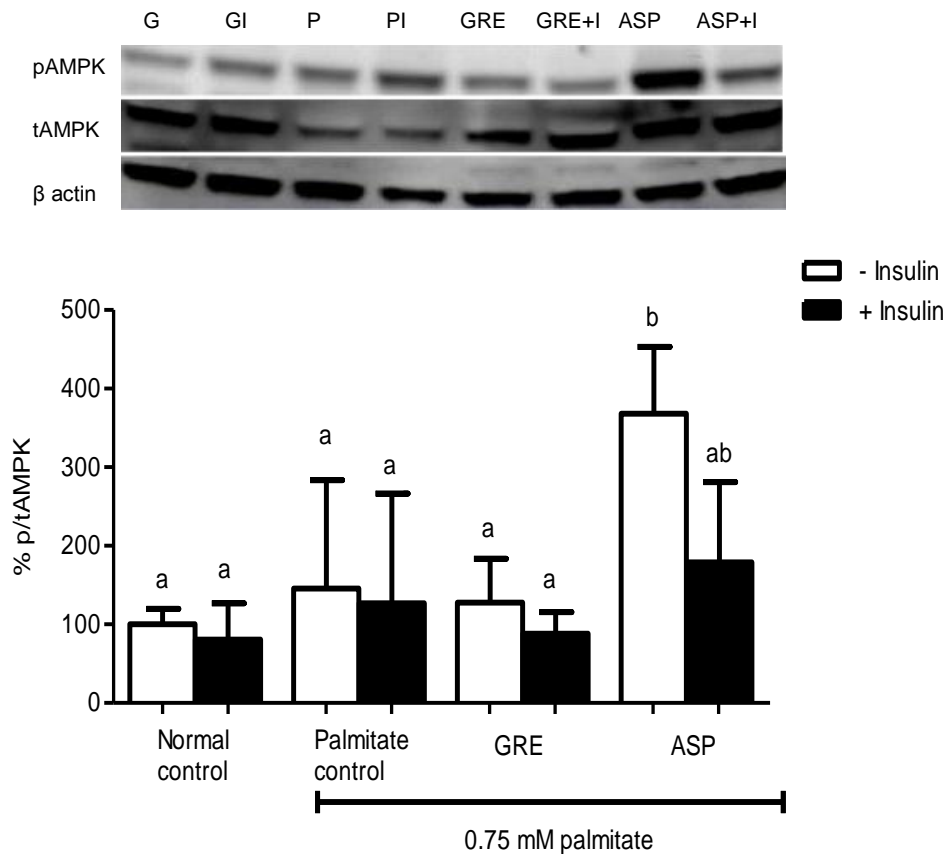 G GI P PI GRE GRE+I ASP ASP+I
pAMPK
tAMPK
β actin
- Insulin
+ Insulin
500
400
300
200
100
0
% p/tAMPK
a a a a a a b ab
Normal control
Palmitate control
GRE
ASP
0.75 mM palmitate